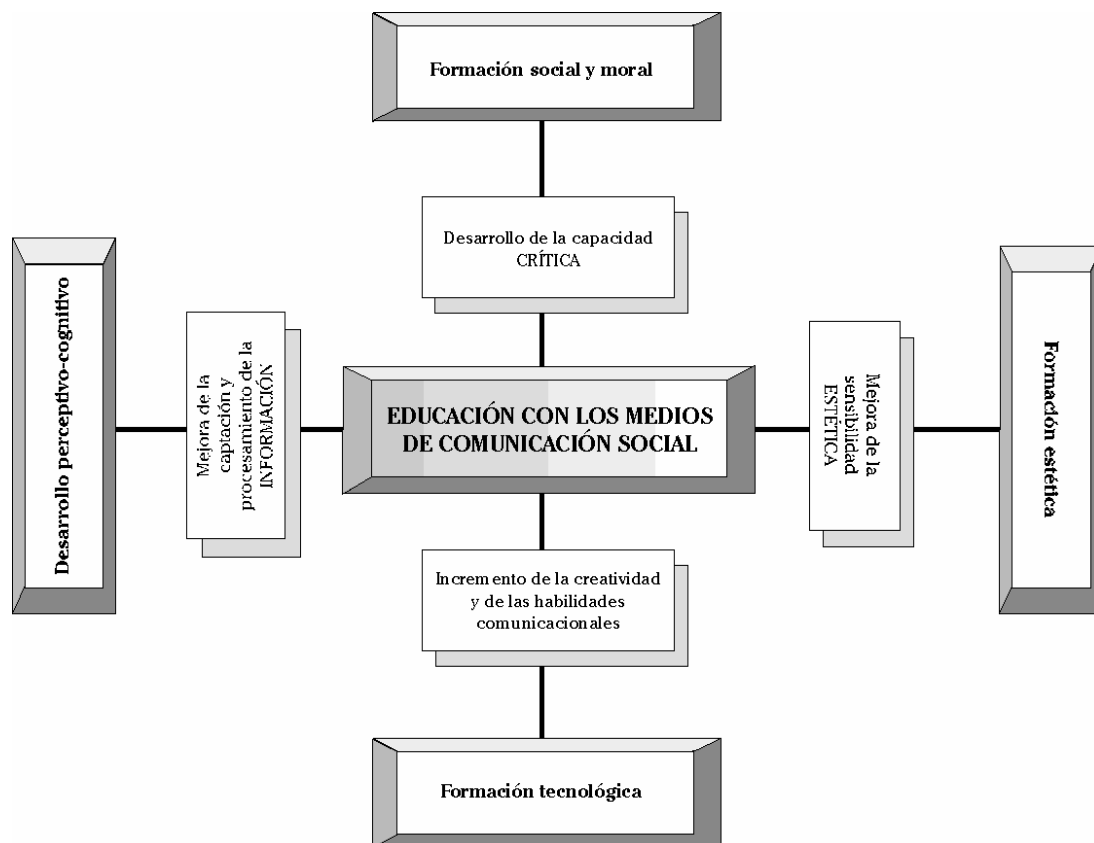 Formación social y moral
Desarrollo de la capacidad
CRÍTICA
Desarrollo perceptivo-cognitivo
Mejora de la
captación y
procesamiento de la
INFORMACIÓN
EDUCACIÓN CON LOS MEDIOS
DE COMUNICACIÓN SOCIAL
Mejora de la
sensibilidad
ESTÉTICA
Formación estética
Incremento de la creatividad
y de las habilidades
comunicacionales
Formación tecnológica